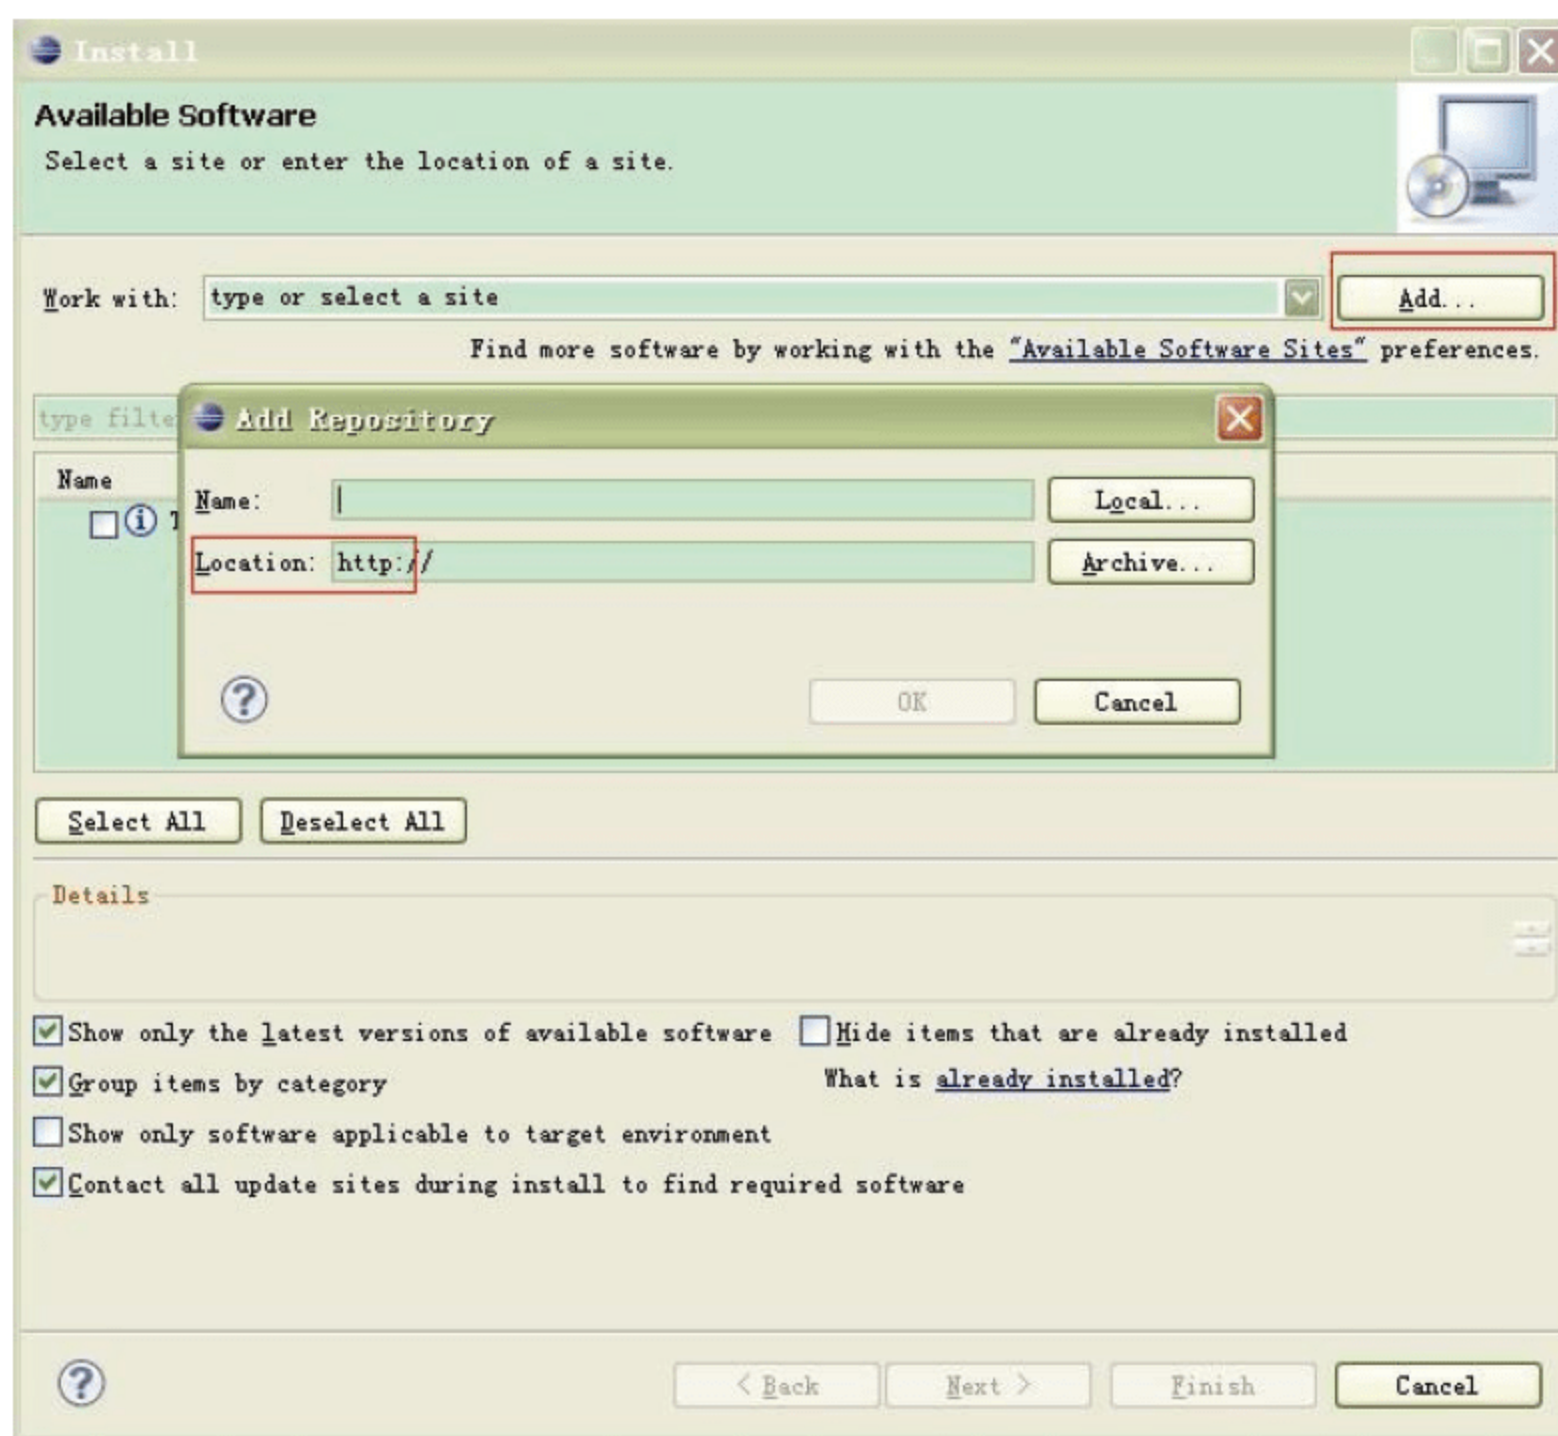 Install
Available Software
Select a site or enter the location of a site.
Work with: type or select a site Add...
Find more software by working with the "Available Software Sites" preferences.
type filte
Add Repository
Name
Name: Local...
Location: http:// Archive...
OK Cancel
Select All Deselect All
Details
Show only the latest versions of available software Hide items that are already installed
Group items by category What is already installed?
Show only software applicable to target environment
Contact all update sites during install to find required software
< Back Next > Finish Cancel